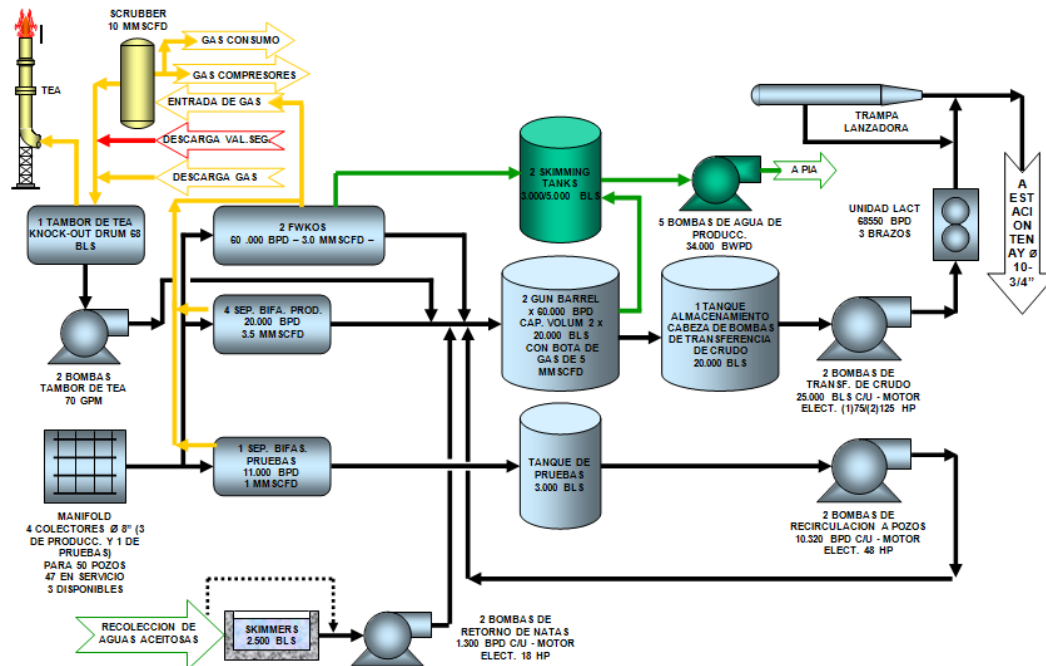 SCRUBBER
10 MMSCFD
GAS CONSUMO
GAS COMPRESORES
TEA
ENTRADA DE GAS
DESCARGA VAL.SEG.
DESCARGA GAS
TRAMPA
LANZADORA
2 SKIMMING
TANKS
3.000/5.000 BLS
A PIA
5 BOMBAS DE AGUA DE
PRODUCC.
34.000 BWPD
1 TAMBOR DE TEA
KNOCK-OUT DRUM 68
BLS
2 FWKOS
60 .000 BPD – 3.0 MMSCFD –
UNIDAD LACT
68550 BPD
3 BRAZOS
A
EST
ACION
TEN
AY Ø
10-
3/4”
4 SEP. BIFA. PROD.
20.000 BPD
3.5 MMSCFD
2 GUN BARREL
x 60.000 BPD
CAP. VOLUM 2 x
20.000 BLS
CON BOTA DE
GAS DE 5
MMSCFD
1 TANQUE
ALMACENAMIENTO
CABEZA DE BOMBAS
DE TRANSFERENCIA
DE CRUDO
20.000 BLS
2 BOMBAS
TAMBOR DE TEA
70 GPM
2 BOMBAS DE
TRANSF. DE CRUDO
25.000 BLS C/U - MOTOR
ELECT. (1)75/(2)125 HP
1 SEP. BIFAS.
PRUEBAS
11.000 BPD
1 MMSCFD
TANQUE DE
PRUEBAS
3.000 BLS
MANIFOLD
4 COLECTORES Ø 8” (3
DE PRODUCC. Y 1 DE
PRUEBAS)
PARA 50 POZOS
47 EN SERVICIO
3 DISPONIBLES
2 BOMBAS DE
RECIRCULACION A POZOS
10.320 BPD C/U - MOTOR
ELECT. 48 HP
RECOLECCION DE
AGUAS ACEITOSAS
SKIMMERS
2.500 BLS
2 BOMBAS DE
RETORNO DE NATAS
1.300 BPD C/U - MOTOR
ELECT. 18 HP